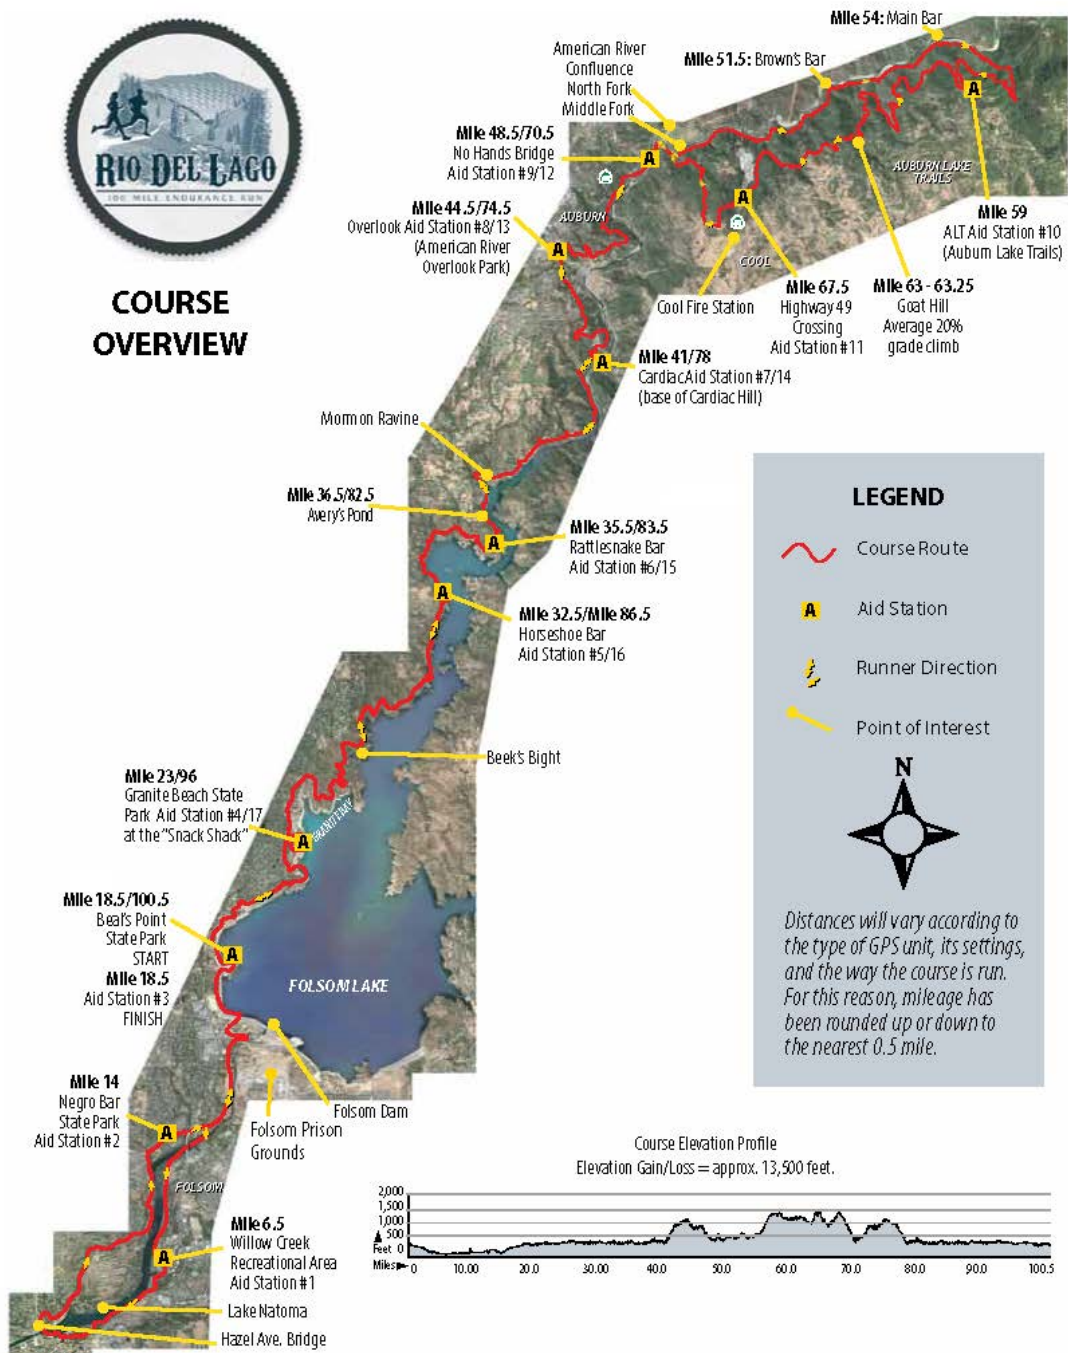 RIO DEL LAGO
100 MILE ENDURANCE RUN
COURSE
OVERVIEW
Mile 54: Main Bar
American River
Confluence
North Fork
Middle Fork
Mile 51.5: Brown's Bar
Mile 48.5/70.5
No Hands Bridge
Aid Station #9/12
AUBURN LAKE
TRAILS
Mile 44.5/74.5
Overlook Aid Station #8/13
(American River
Overlook Park)
AUBURN
COOL
Mile 59
ALT Aid Station #10
(Auburn Lake Trails)
Cool Fire Station
Mile 67.5
Highway 49
Crossing
Aid Station #11
Mile 63 - 63.25
Goat Hill
Average 20%
grade climb
Mile 41/78
Cardiac Aid Station #7/14
(base of Cardiac Hill)
Mormon Ravine
Mile 36.5/82.5
Avery's Pond
Mile 35.5/83.5
Rattlesnake Bar
Aid Station #6/15
Mile 32.5/Mile 86.5
Horseshoe Bar
Aid Station #5/16
Beek's Bight
Mile 23/96
Granite Beach State
Park Aid Station #4/17
at the "Snack Shack"
GRANITE BAY
Mile 18.5/100.5
Beal's Point
State Park
START
Mile 18.5
Aid Station #3
FINISH
FOLSOM LAKE
Mile 14
Negro Bar
State Park
Aid Station #2
Folsom Dam
Folsom Prison
Grounds
FOLSOM
Mile 6.5
Willow Creek
Recreational Area
Aid Station #1
Lake Natoma
Hazel Ave. Bridge
LEGEND
Course Route
A Aid Station
Runner Direction
Point of Interest
N
Distances will vary according to
the type of GPS unit, its settings,
and the way the course is run.
For this reason, mileage has
been rounded up or down to
the nearest 0.5 mile.
Course Elevation Profile
Elevation Gain/Loss = approx. 13,500 feet.
2,000
1,500
1,000
500
Feet 0
Miles 0 10.00 20.0 30.00 40.0 50.0 60.0 70.0 80.0 90.0 100.5